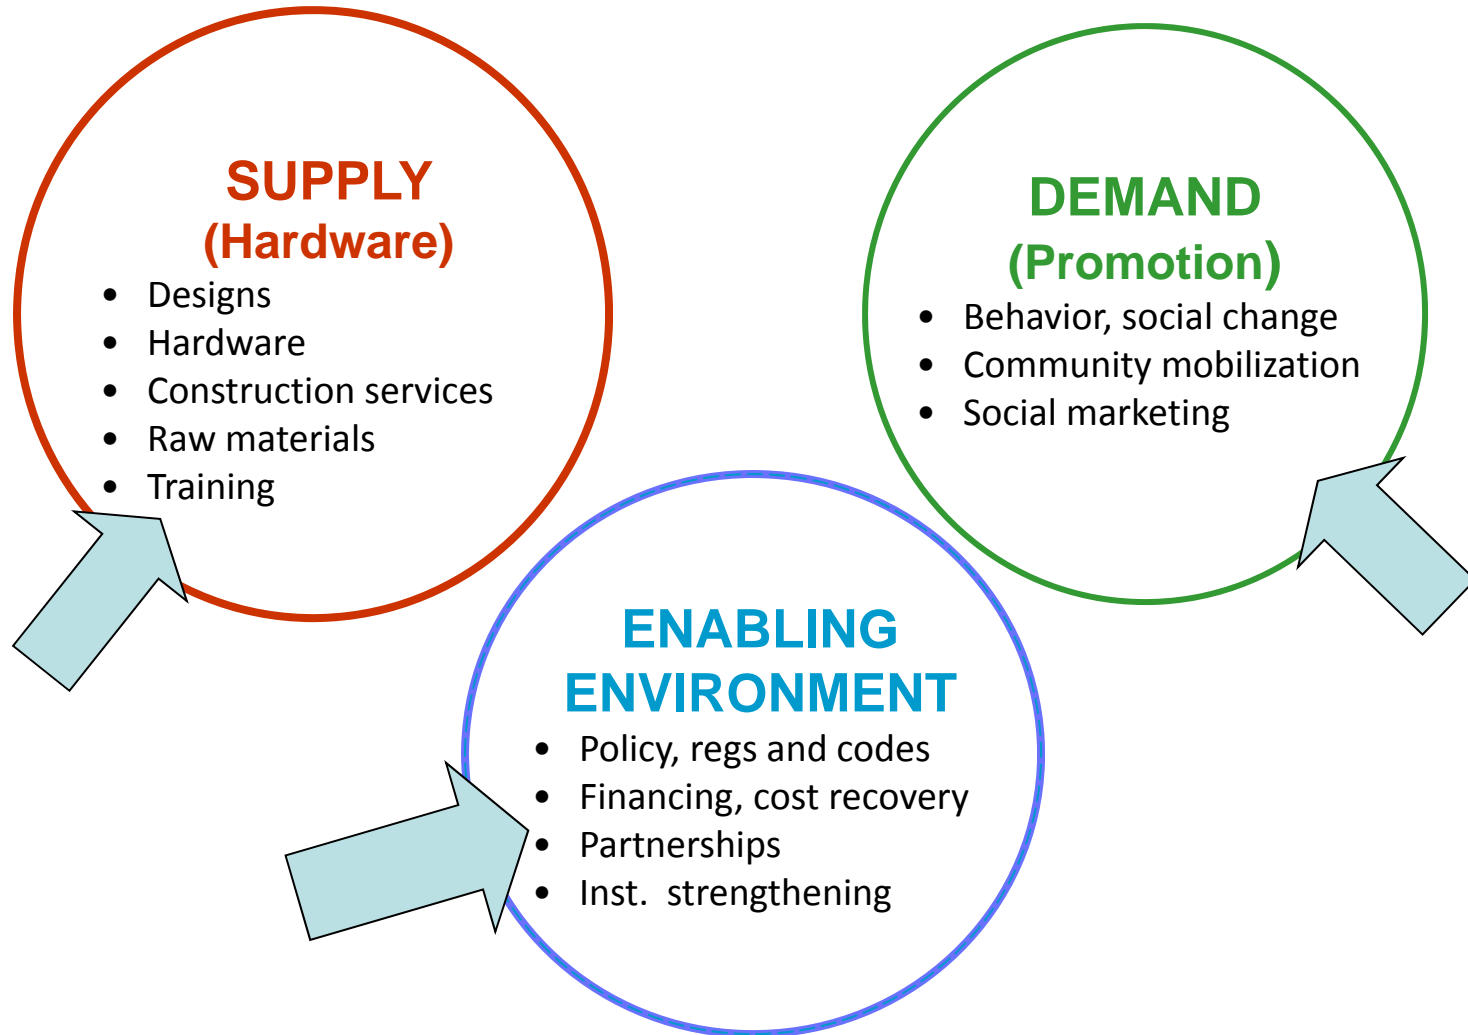 SUPPLY
(Hardware)
• Designs
• Hardware
• Construction services
• Raw materials
• Training
DEMAND
(Promotion)
• Behavior, social change
• Community mobilization
• Social marketing
ENABLING
ENVIRONMENT
• Policy, regs and codes
• Financing, cost recovery
• Partnerships
• Inst.  strengthening